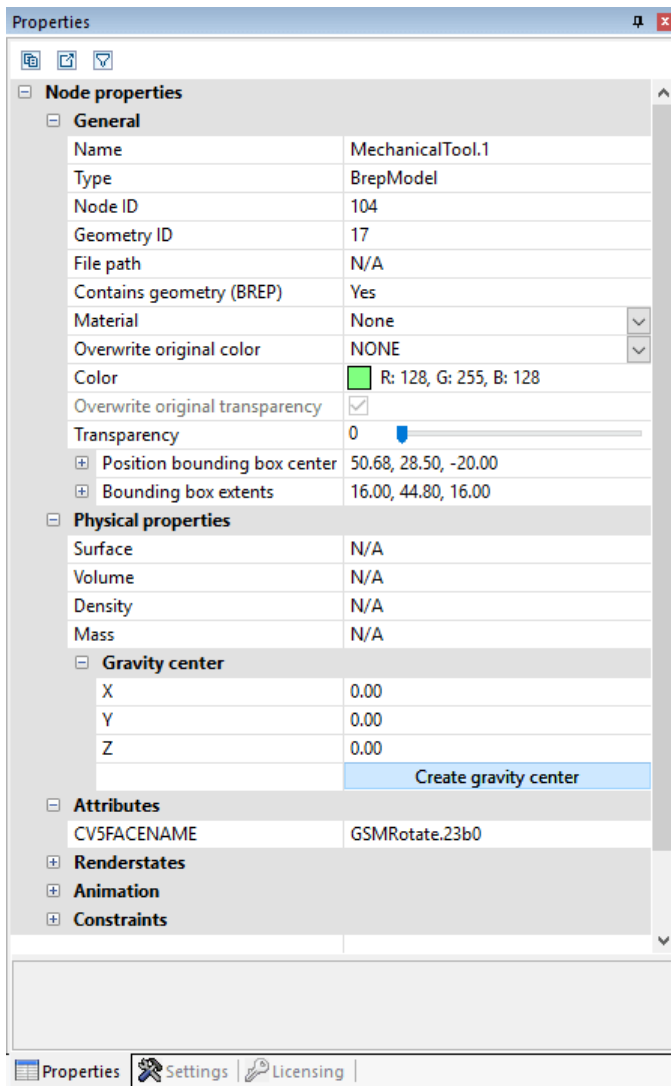 Properties
Node properties
General
Name MechanicalTool.1
Type BrepModel
Node ID 104
Geometry ID 17
File path N/A
Contains geometry (BREP) Yes
Material None
Overwrite original color NONE
Color R: 128, G: 255, B: 128
Overwrite original transparency
Transparency 0
Position bounding box center 50.68, 28.50, -20.00
Bounding box extents 16.00, 44.80, 16.00
Physical properties
Surface N/A
Volume N/A
Density N/A
Mass N/A
Gravity center
X 0.00
Y 0.00
Z 0.00
Create gravity center
Attributes
CV5FACENAME GSMRotate.23b0
Renderstates
Animation
Constraints
Properties Settings Licensing